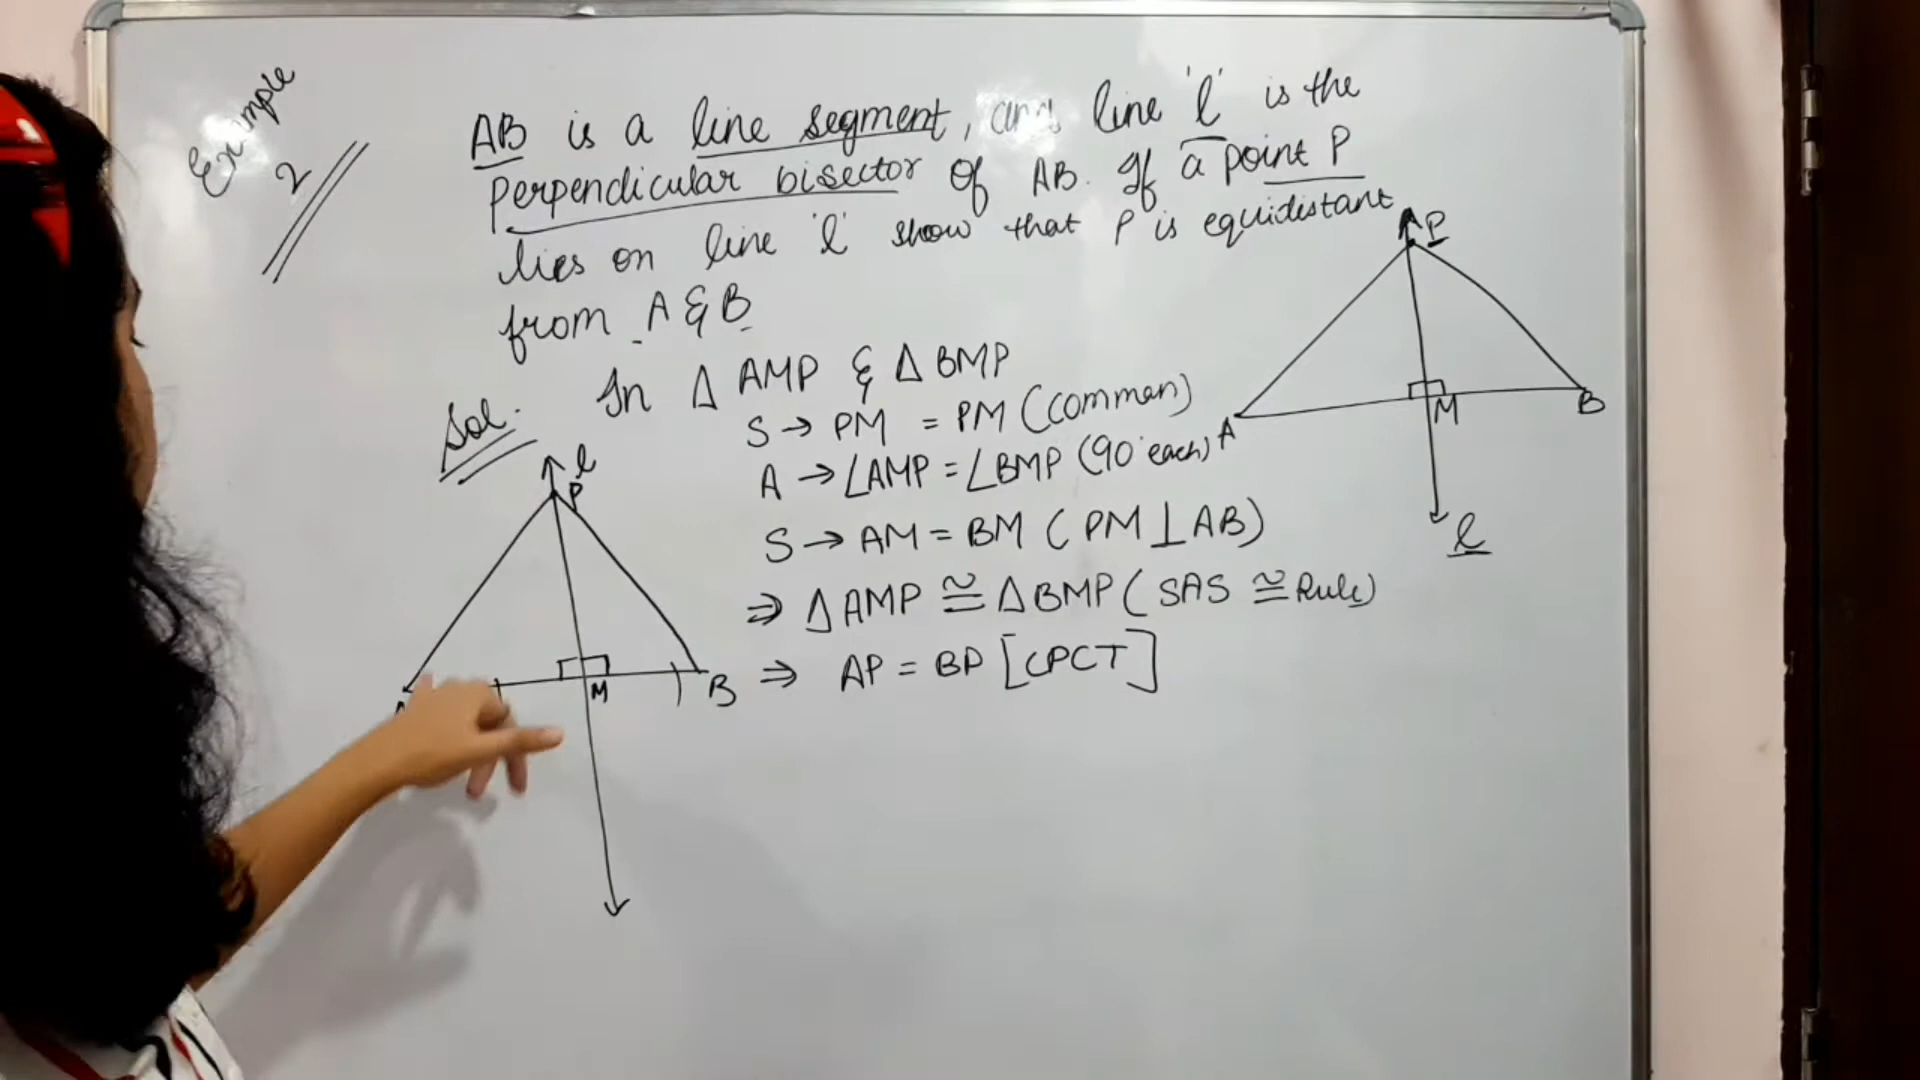 Example
2
AB is a line segment, and line 'l' is the
Perpendicular bisector of AB. If a point P
lies on line 'l' show that P is equidistant
from A & B
Sol.
In Δ AMP & Δ BMP
S → PM = PM (common)
A → ∠AMP = ∠BMP (90° each)
S → AM = BM ( PM ⊥ AB)
⇒ ΔAMP ≅ ΔBMP ( SAS ≅ Rule)
⇒ AP = BP [CPCT]
l
P
M
B
P
A
M
B
l